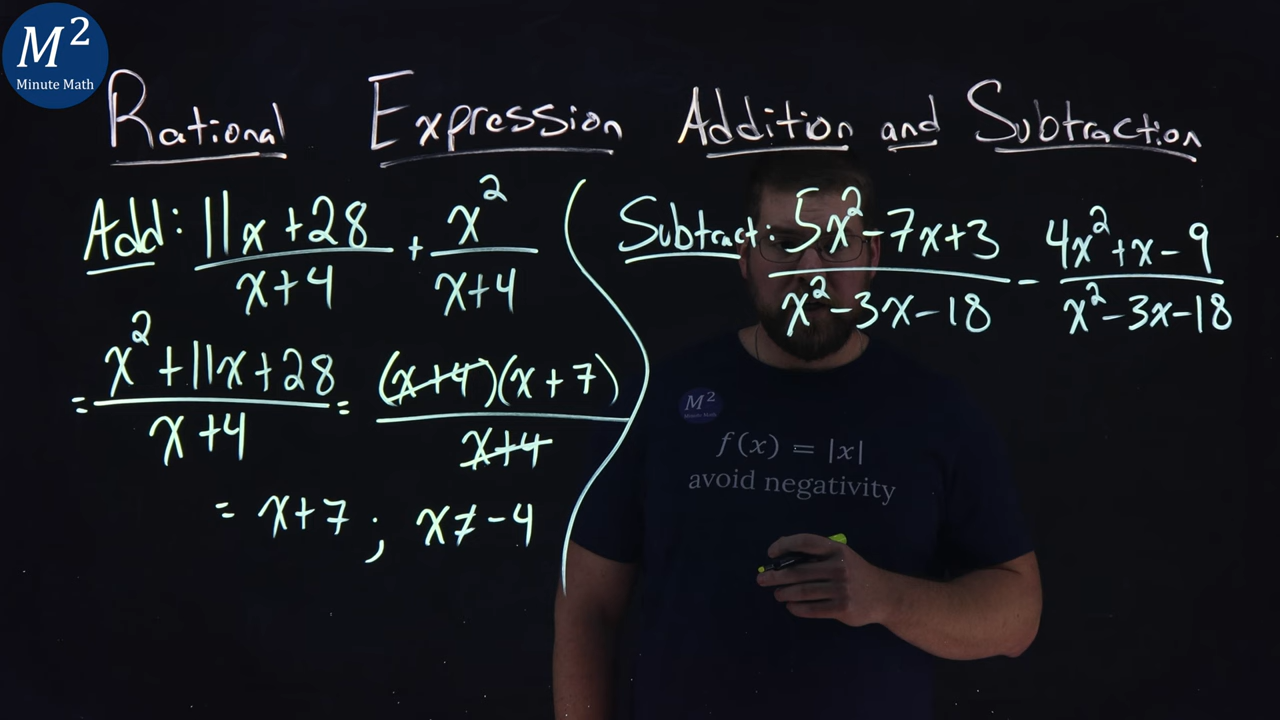 M²
Minute Math
Rational Expression Addition and Subtraction
Add: (11x+28)/(x+4) + x²/(x+4)
= (x²+11x+28)/(x+4) = ((x+4)(x+7))/(x+4)
= x+7 ; x≠-4
Subtract: (5x²-7x+3)/(x²-3x-18) - (4x²+x-9)/(x²-3x-18)
M²
Minute Math
f(x) = |x|
avoid negativity